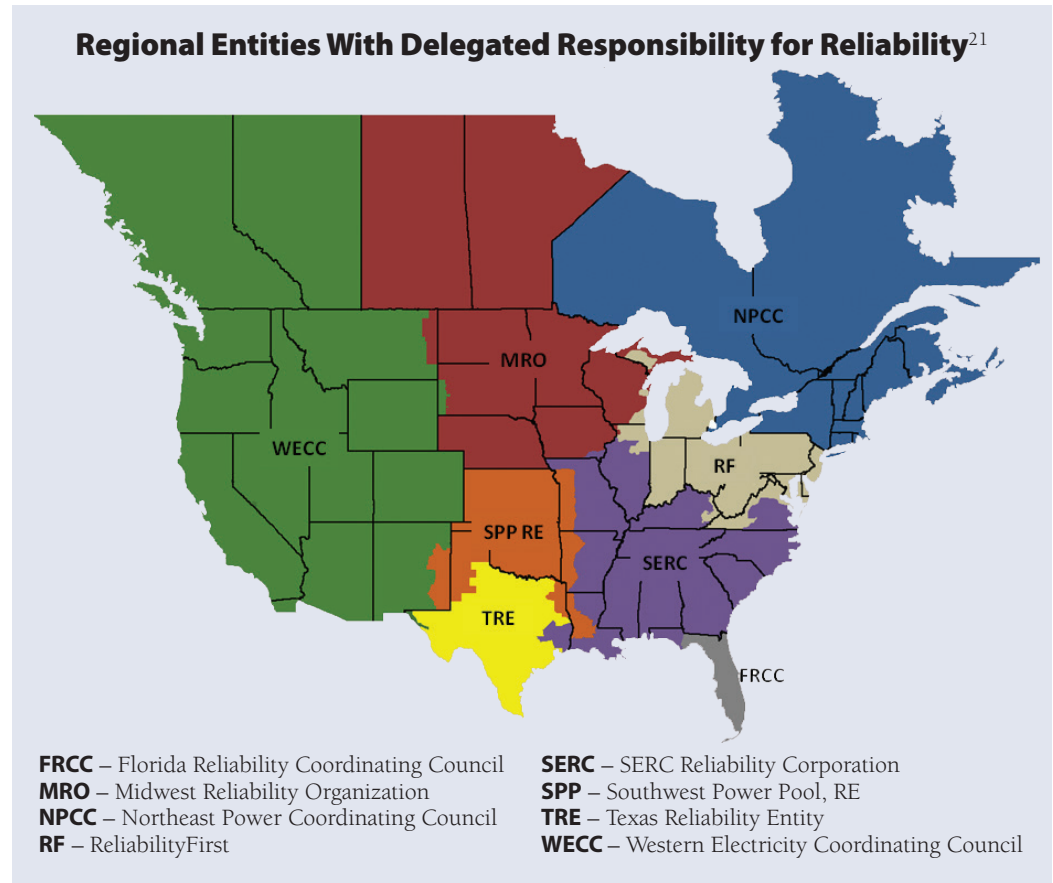 Regional Entities With Delegated Responsibility for Reliability21
NPCC
MRO
WECC
RF
SPP RE
SERC
TRE
FRCC
FRCC – Florida Reliability Coordinating Council
MRO – Midwest Reliability Organization
NPCC – Northeast Power Coordinating Council
RF – ReliabilityFirst
SERC – SERC Reliability Corporation
SPP – Southwest Power Pool, RE
TRE – Texas Reliability Entity
WECC – Western Electricity Coordinating Council